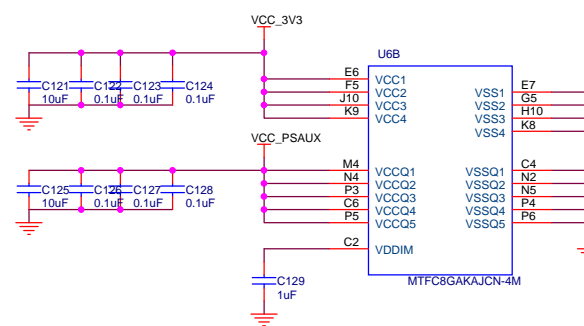 VCC_3V3
U6B
C121
10uF
C122
0.1uF
C123
0.1uF
C124
0.1uF
E6
F5
J10
K9
VCC1
VCC2
VCC3
VCC4
VSS1
VSS2
VSS3
VSS4
E7
G5
H10
K8
VCC_PSAUX
C125
10uF
C126
0.1uF
C127
0.1uF
C128
0.1uF
M4
N4
P3
C6
P5
VCCQ1
VCCQ2
VCCQ3
VCCQ4
VCCQ5
VSSQ1
VSSQ2
VSSQ3
VSSQ4
VSSQ5
C4
N2
N5
P4
P6
C2
VDDIM
C129
1uF
MTFC8GAKAJCN-4M